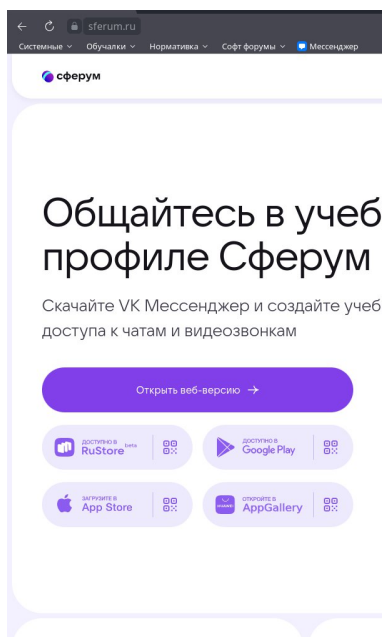 sferum.ru
Системные Обучалки Нормативка Софт форумы Мессенджер
сферум
Общайтесь в учеб
профиле Сферум
Скачайте VK Мессенджер и создайте учеб
доступа к чатам и видеозвонкам
Открыть веб-версию →
ДОСТУПНО В
RuStore beta
ДОСТУПНО В
Google Play
ЗАГРУЗИТЕ В
App Store
ОТКРОЙТЕ В
AppGallery